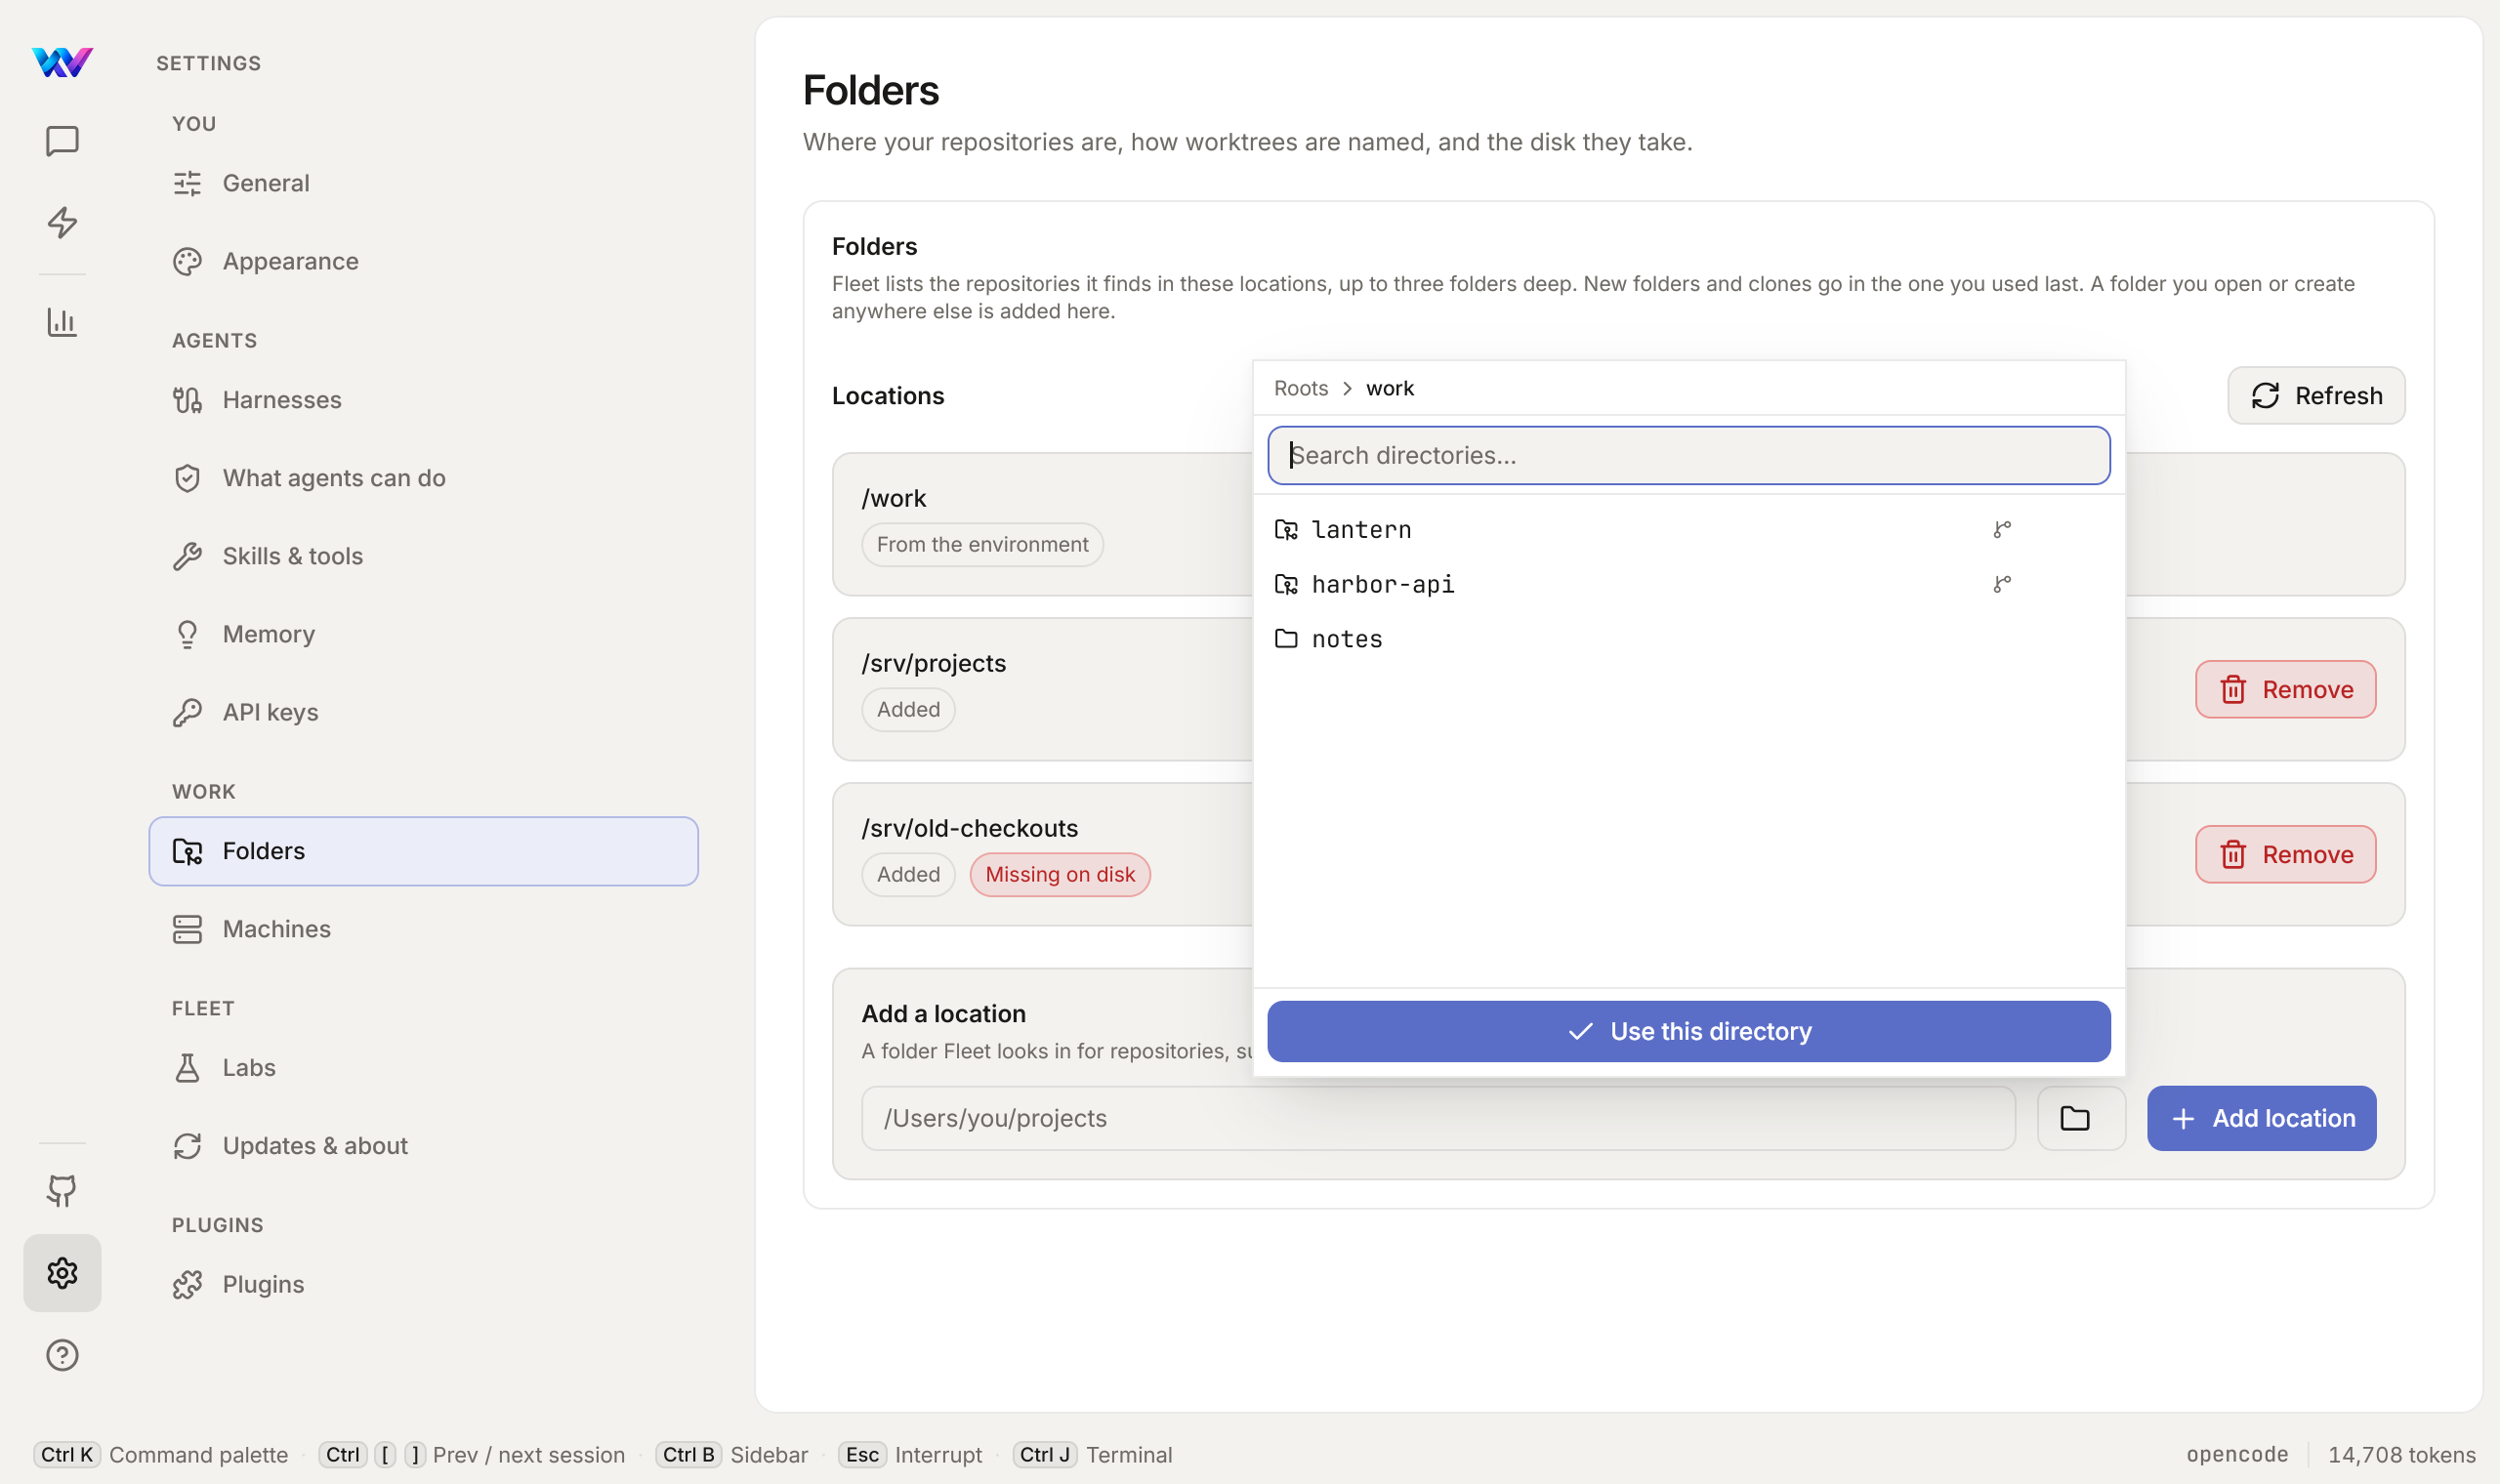 SETTINGS
YOU
General
Appearance
AGENTS
Harnesses
What agents can do
Skills & tools
Memory
API keys
WORK
Folders
Machines
FLEET
Labs
Updates & about
PLUGINS
Plugins
Folders
Where your repositories are, how worktrees are named, and the disk they take.
Folders
Fleet lists the repositories it finds in these locations, up to three folders deep. New folders and clones go in the one you used last. A folder you open or create
anywhere else is added here.
Locations
Refresh
/work
From the environment
/srv/projects
Added
Remove
/srv/old-checkouts
Added
Missing on disk
Remove
Roots > work
Search directories...
lantern
harbor-api
notes
Use this directory
Add a location
A folder Fleet looks in for repositories,
/Users/you/projects
Add location
Ctrl K Command palette · Ctrl [ ] Prev / next session · Ctrl B Sidebar · Esc Interrupt · Ctrl J Terminal
opencode 14,708 tokens